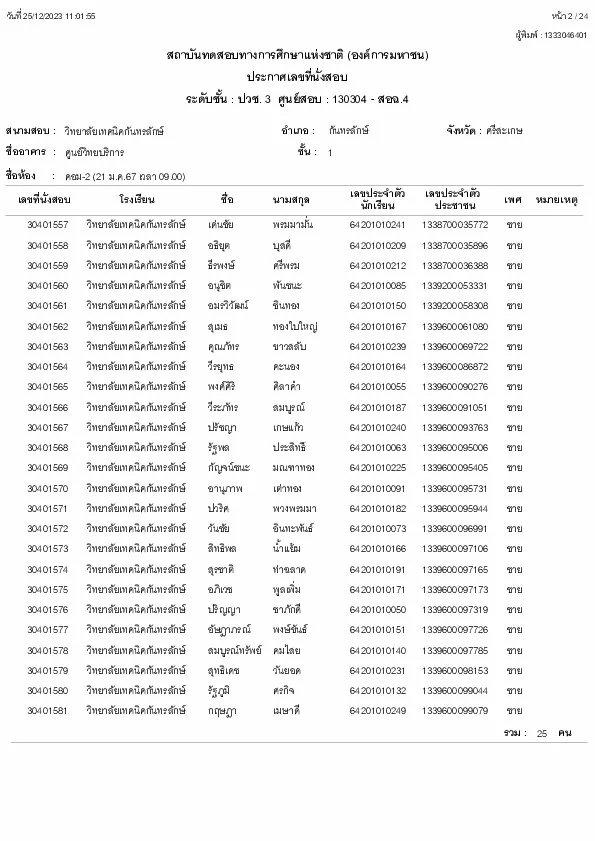 วันที่ 25/12/2023 11:01:55 หน้า 2 / 24
ผู้พิมพ์ : 1333046401
สถาบันทดสอบทางการศึกษาแห่งชาติ (องค์การมหาชน)
ประกาศเลขที่นั่งสอบ
ระดับชั้น : ปวช. 3 ศูนย์สอบ : 130304 - สอฉ.4
สนามสอบ : วิทยาลัยเทคนิคกันทรลักษ์ อำเภอ : กันทรลักษ์ จังหวัด : ศรีสะเกษ
ชื่ออาคาร : ศูนย์วิทยบริการ ชั้น : 1
ชื่อห้อง : คอม-2 (21 ม.ค.67 เวลา 09.00)
เลขที่นั่งสอบ โรงเรียน ชื่อ นามสกุล เลขประจำตัวนักเรียน เลขประจำตัวประชาชน เพศ หมายเหตุ
30401557 วิทยาลัยเทคนิคกันทรลักษ์ เด่นชัย พรมมามั่น 64201010241 1338700035772 ชาย
30401558 วิทยาลัยเทคนิคกันทรลักษ์ อธิยุต บุสดี 64201010209 1338700035896 ชาย
30401559 วิทยาลัยเทคนิคกันทรลักษ์ ธีรพงษ์ ศรีพรม 64201010212 1338700036388 ชาย
30401560 วิทยาลัยเทคนิคกันทรลักษ์ อนุชิต พันชนะ 64201010085 1339200053331 ชาย
30401561 วิทยาลัยเทคนิคกันทรลักษ์ อมรวิวัฒน์ ชินทอง 64201010150 1339200058308 ชาย
30401562 วิทยาลัยเทคนิคกันทรลักษ์ สุเมธ ทองใบใหญ่ 64201010167 1339600061080 ชาย
30401563 วิทยาลัยเทคนิคกันทรลักษ์ คุณภัทร ขาวสลับ 64201010239 1339600069722 ชาย
30401564 วิทยาลัยเทคนิคกันทรลักษ์ วีรยุทธ คะนอง 64201010164 1339600086872 ชาย
30401565 วิทยาลัยเทคนิคกันทรลักษ์ พงศ์ศิริ ศิลาคำ 64201010055 1339600090276 ชาย
30401566 วิทยาลัยเทคนิคกันทรลักษ์ วีระภัทร สมบูรณ์ 64201010187 1339600091051 ชาย
30401567 วิทยาลัยเทคนิคกันทรลักษ์ ปรัชญา เกษแก้ว 64201010240 1339600093763 ชาย
30401568 วิทยาลัยเทคนิคกันทรลักษ์ รัฐพล ประสิทธิ์ 64201010063 1339600095006 ชาย
30401569 วิทยาลัยเทคนิคกันทรลักษ์ กัญจน์ชนะ มณฑาทอง 64201010225 1339600095405 ชาย
30401570 วิทยาลัยเทคนิคกันทรลักษ์ อานุภาพ เต่าทอง 64201010091 1339600095731 ชาย
30401571 วิทยาลัยเทคนิคกันทรลักษ์ ปวริศ พวงพรมมา 64201010182 1339600095944 ชาย
30401572 วิทยาลัยเทคนิคกันทรลักษ์ วันชัย อินทะพันธ์ 64201010073 1339600096991 ชาย
30401573 วิทยาลัยเทคนิคกันทรลักษ์ สิทธิพล น้ำแย้ม 64201010166 1339600097106 ชาย
30401574 วิทยาลัยเทคนิคกันทรลักษ์ สุรชาติ ท่าฉลาด 64201010191 1339600097165 ชาย
30401575 วิทยาลัยเทคนิคกันทรลักษ์ อภิเวช พูลเพิ่ม 64201010171 1339600097173 ชาย
30401576 วิทยาลัยเทคนิคกันทรลักษ์ ปริญญา ชาภักดี 64201010050 1339600097319 ชาย
30401577 วิทยาลัยเทคนิคกันทรลักษ์ อัษฎาภรณ์ พงษ์ขันธ์ 64201010151 1339600097726 ชาย
30401578 วิทยาลัยเทคนิคกันทรลักษ์ สมบูรณ์ทรัพย์ คมไสย 64201010140 1339600097785 ชาย
30401579 วิทยาลัยเทคนิคกันทรลักษ์ สุทธิเดช วันยอด 64201010231 1339600098153 ชาย
30401580 วิทยาลัยเทคนิคกันทรลักษ์ รัฐภูมิ ศรกิจ 64201010132 1339600099044 ชาย
30401581 วิทยาลัยเทคนิคกันทรลักษ์ กฤษฎา เมษาดี 64201010249 1339600099079 ชาย
รวม : 25 คน